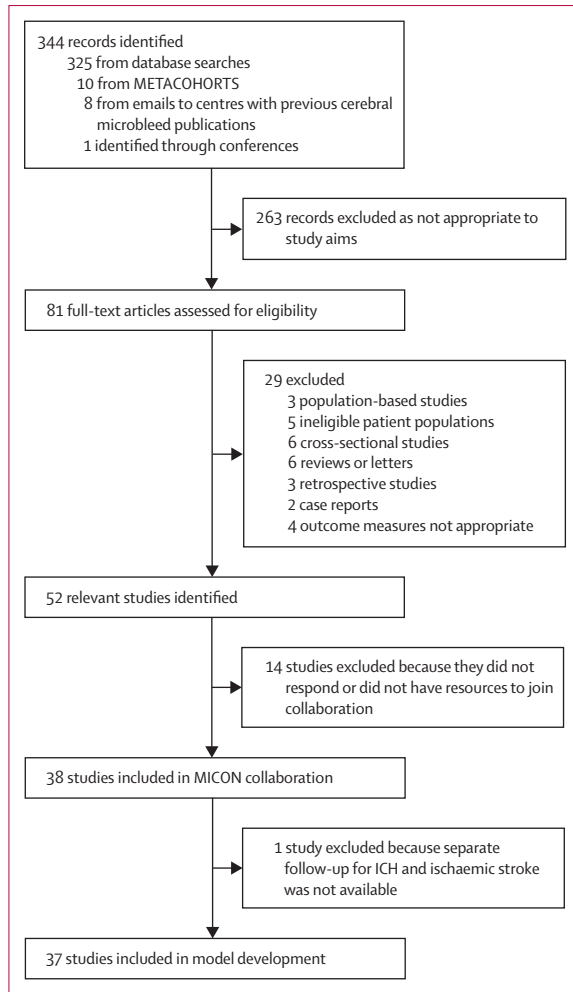 344 records identified
325 from database searches
10 from METACOHORTS
8 from emails to centres with previous cerebral
microbleed publications
1 identified through conferences
263 records excluded as not appropriate to
study aims
81 full-text articles assessed for eligibility
29 excluded
3 population-based studies
5 ineligible patient populations
6 cross-sectional studies
6 reviews or letters
3 retrospective studies
2 case reports
4 outcome measures not appropriate
52 relevant studies identified
14 studies excluded because they did not
respond or did not have resources to join
collaboration
38 studies included in MICON collaboration
1 study excluded because separate
follow-up for ICH and ischaemic stroke
was not available
37 studies included in model development